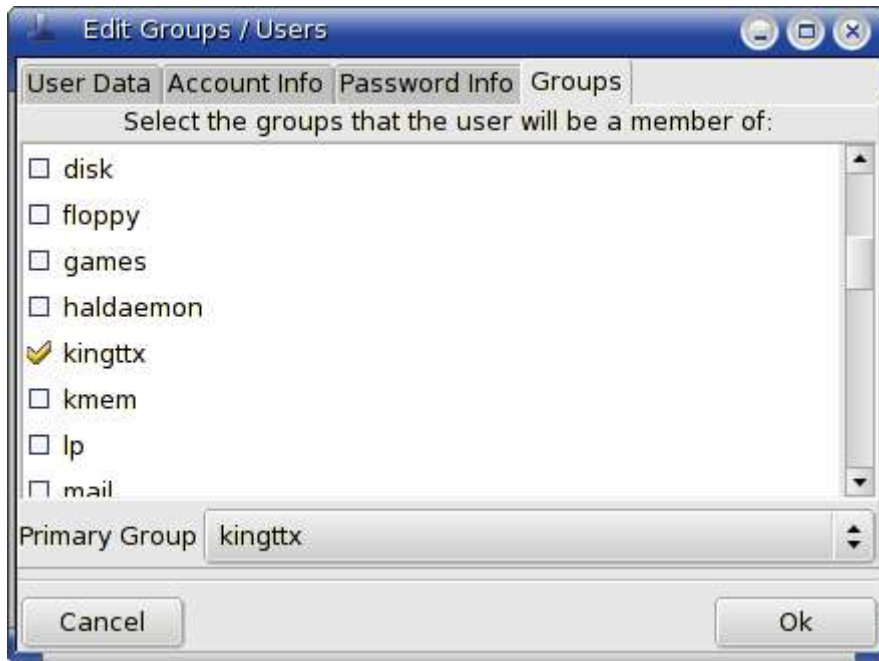 Edit Groups / Users
User Data Account Info Password Info Groups
Select the groups that the user will be a member of:
disk
floppy
games
haldaemon
kingttx
kmem
lp
mail
Primary Group kingttx
Cancel Ok